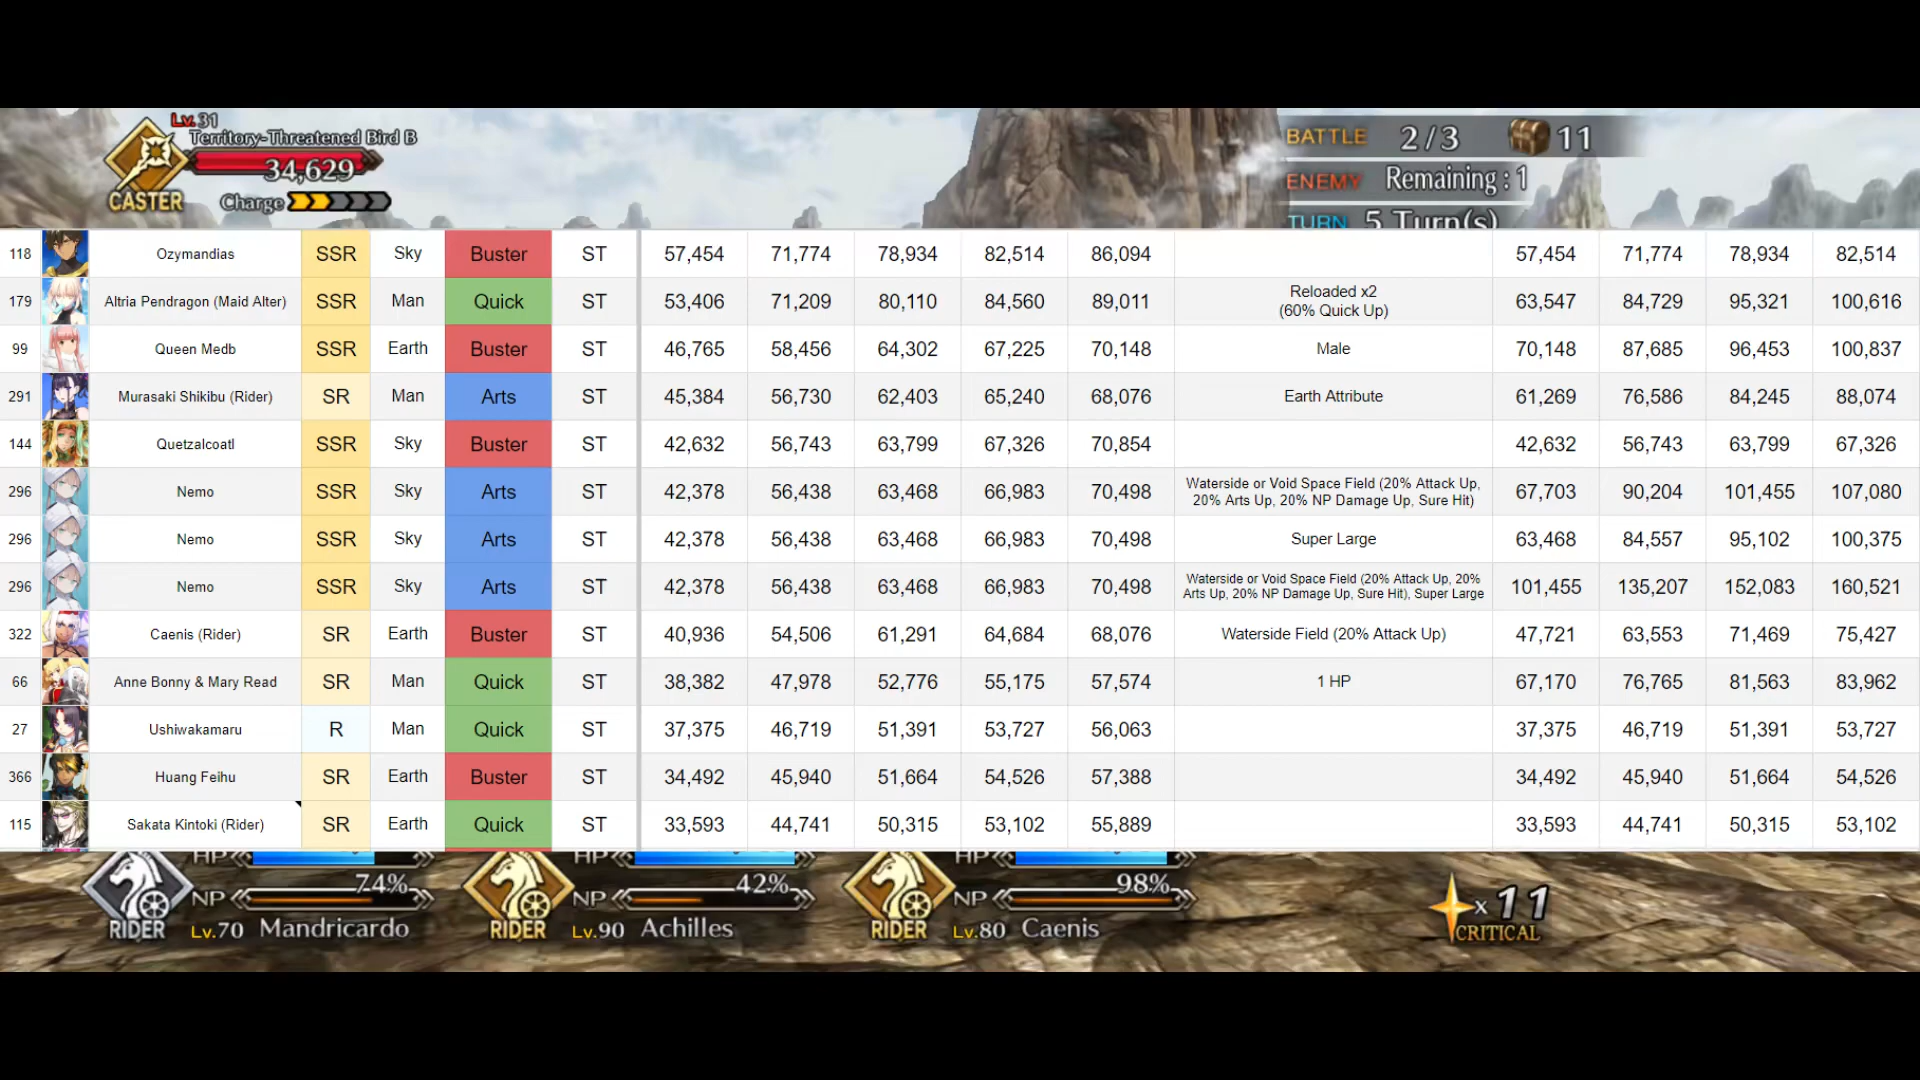 Lv.31
Territory-Threatened Bird B
34,629
CASTER
Charge
BATTLE 2/3 11
ENEMY Remaining : 1
TURN 5 Turn(s)
118 Ozymandias SSR Sky Buster ST 57,454 71,774 78,934 82,514 86,094 57,454 71,774 78,934 82,514
179 Altria Pendragon (Maid Alter) SSR Man Quick ST 53,406 71,209 80,110 84,560 89,011 Reloaded x2
(60% Quick Up) 63,547 84,729 95,321 100,616
99 Queen Medb SSR Earth Buster ST 46,765 58,456 64,302 67,225 70,148 Male 70,148 87,685 96,453 100,837
291 Murasaki Shikibu (Rider) SR Man Arts ST 45,384 56,730 62,403 65,240 68,076 Earth Attribute 61,269 76,586 84,245 88,074
144 Quetzalcoatl SSR Sky Buster ST 42,632 56,743 63,799 67,326 70,854 42,632 56,743 63,799 67,326
296 Nemo SSR Sky Arts ST 42,378 56,438 63,468 66,983 70,498 Waterside or Void Space Field (20% Attack Up,
20% Arts Up, 20% NP Damage Up, Sure Hit) 67,703 90,204 101,455 107,080
296 Nemo SSR Sky Arts ST 42,378 56,438 63,468 66,983 70,498 Super Large 63,468 84,557 95,102 100,375
296 Nemo SSR Sky Arts ST 42,378 56,438 63,468 66,983 70,498 Waterside or Void Space Field (20% Attack Up, 20%
Arts Up, 20% NP Damage Up, Sure Hit), Super Large 101,455 135,207 152,083 160,521
322 Caenis (Rider) SR Earth Buster ST 40,936 54,506 61,291 64,684 68,076 Waterside Field (20% Attack Up) 47,721 63,553 71,469 75,427
66 Anne Bonny & Mary Read SR Man Quick ST 38,382 47,978 52,776 55,175 57,574 1 HP 67,170 76,765 81,563 83,962
27 Ushiwakamaru R Man Quick ST 37,375 46,719 51,391 53,727 56,063 37,375 46,719 51,391 53,727
366 Huang Feihu SR Earth Buster ST 34,492 45,940 51,664 54,526 57,388 34,492 45,940 51,664 54,526
115 Sakata Kintoki (Rider) SR Earth Quick ST 33,593 44,741 50,315 53,102 55,889 33,593 44,741 50,315 53,102
HP HP HP
NP 74% NP 42% NP 98% x 11
RIDER Lv.70 Mandricardo RIDER Lv.90 Achilles RIDER Lv.80 Caenis CRITICAL